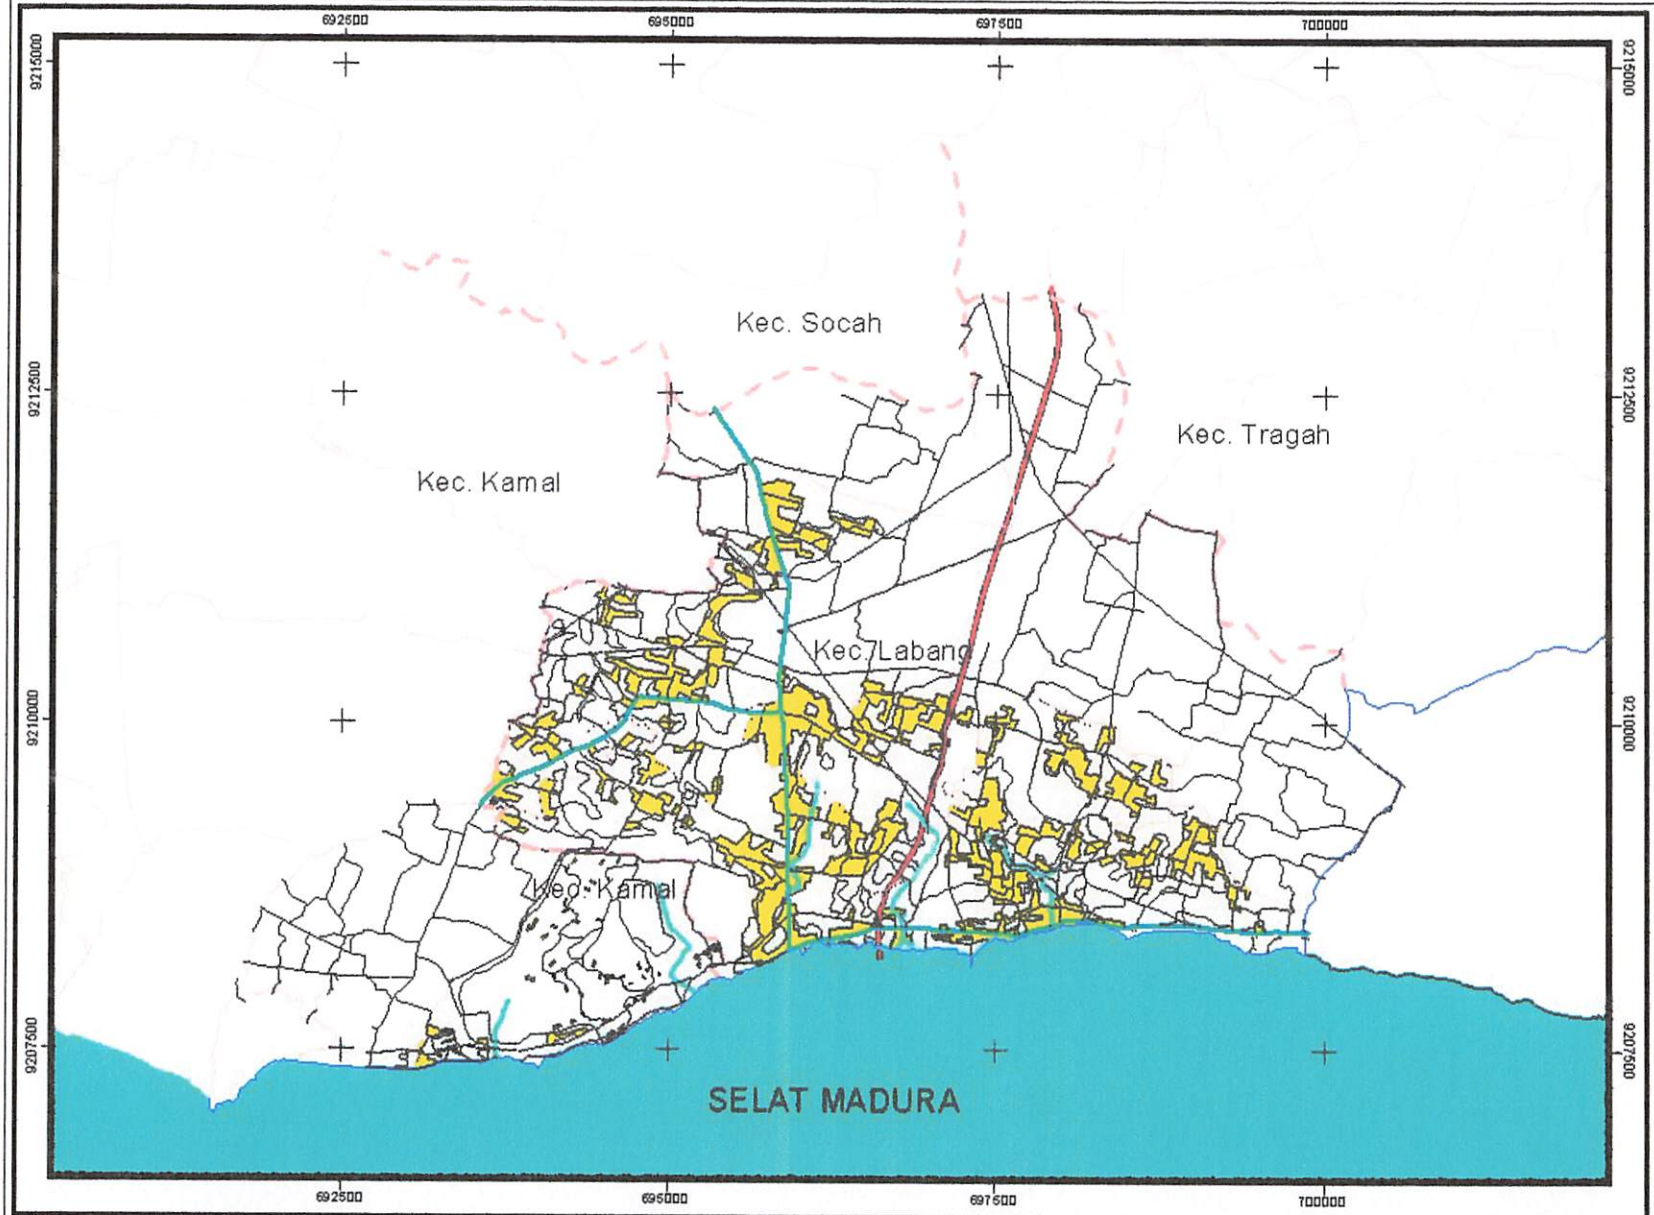 692500 695000 697500 700000
9215000 9215000
Kec. Socah
9212500 9212500
Kec. Tragah
Kec. Kamal
Kec. Labang
9210000 9210000
Kec. Kamal
9207500 9207500
SELAT MADURA
692500 695000 697500 700000